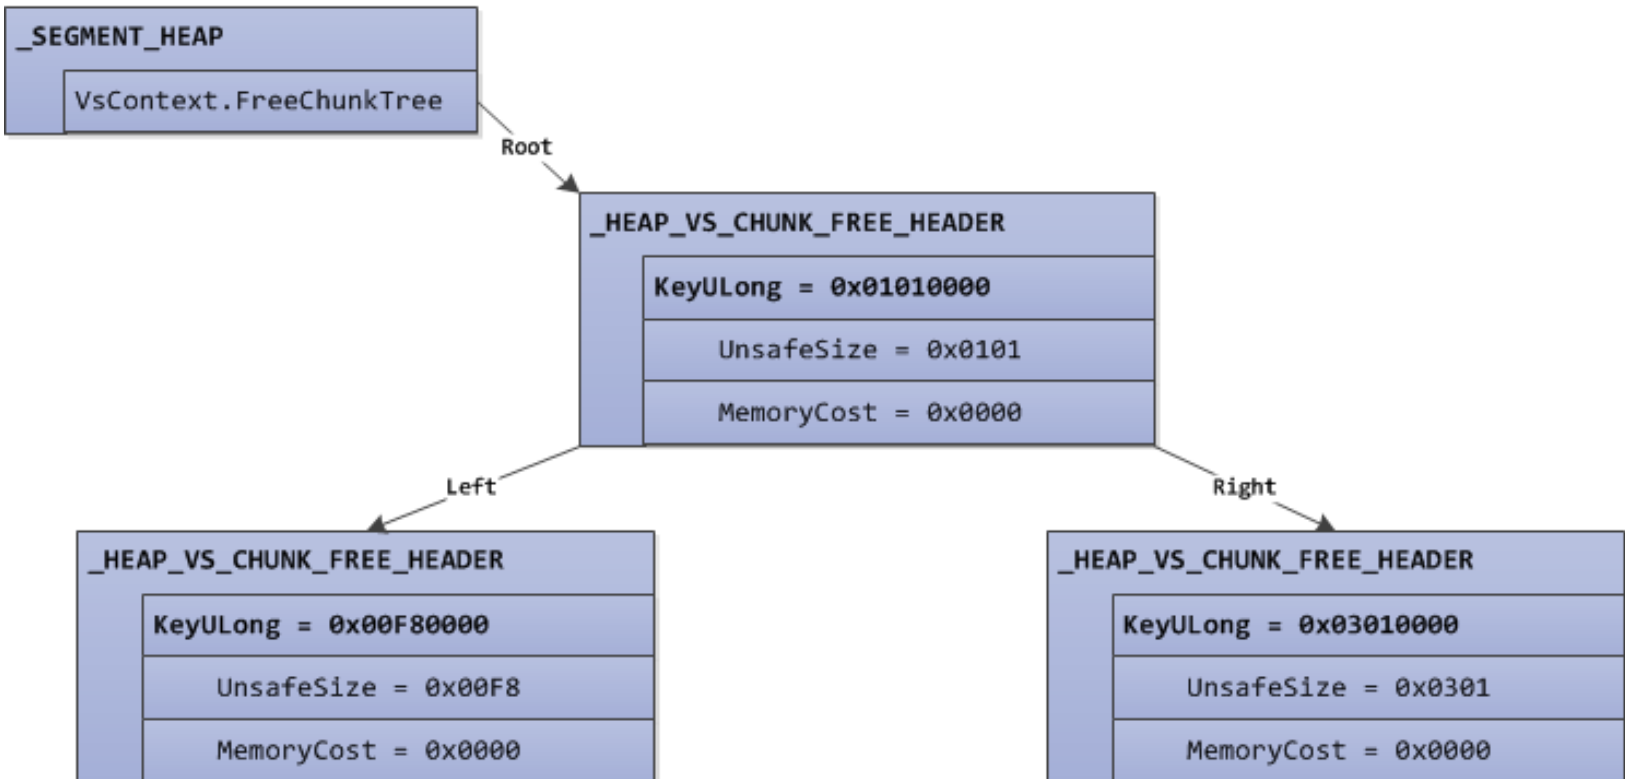 _SEGMENT_HEAP
VsContext.FreeChunkTree
Root
_HEAP_VS_CHUNK_FREE_HEADER
KeyULong = 0x01010000
UnsafeSize = 0x0101
MemoryCost = 0x0000
Left
Right
_HEAP_VS_CHUNK_FREE_HEADER
KeyULong = 0x00F80000
UnsafeSize = 0x00F8
MemoryCost = 0x0000
_HEAP_VS_CHUNK_FREE_HEADER
KeyULong = 0x03010000
UnsafeSize = 0x0301
MemoryCost = 0x0000